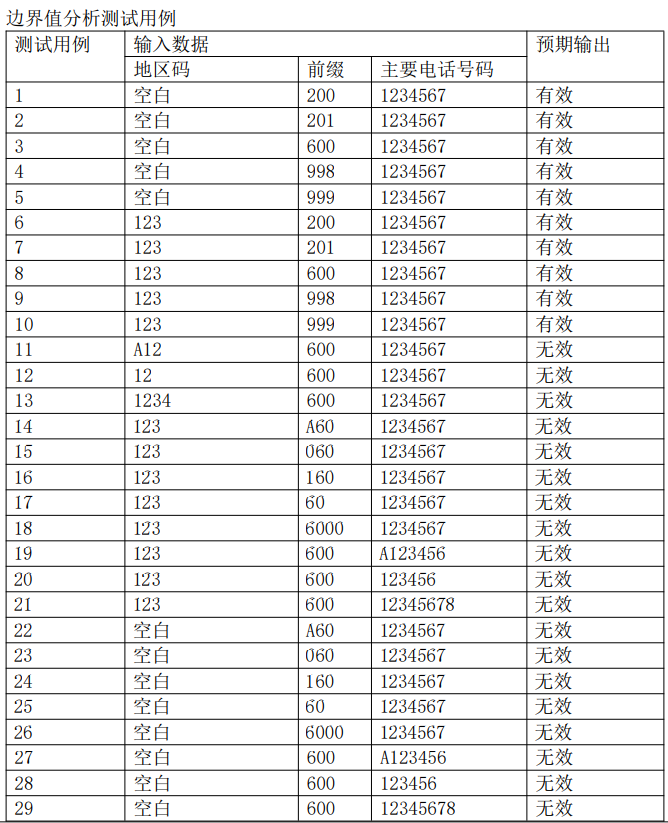 边界值分析测试用例
测试用例 输入数据 预期输出
地区码 前缀 主要电话号码
1 空白 200 1234567 有效
2 空白 201 1234567 有效
3 空白 600 1234567 有效
4 空白 998 1234567 有效
5 空白 999 1234567 有效
6 123 200 1234567 有效
7 123 201 1234567 有效
8 123 600 1234567 有效
9 123 998 1234567 有效
10 123 999 1234567 有效
11 A12 600 1234567 无效
12 12 600 1234567 无效
13 1234 600 1234567 无效
14 123 A60 1234567 无效
15 123 060 1234567 无效
16 123 160 1234567 无效
17 123 60 1234567 无效
18 123 6000 1234567 无效
19 123 600 A123456 无效
20 123 600 123456 无效
21 123 600 12345678 无效
22 空白 A60 1234567 无效
23 空白 060 1234567 无效
24 空白 160 1234567 无效
25 空白 60 1234567 无效
26 空白 6000 1234567 无效
27 空白 600 A123456 无效
28 空白 600 123456 无效
29 空白 600 12345678 无效